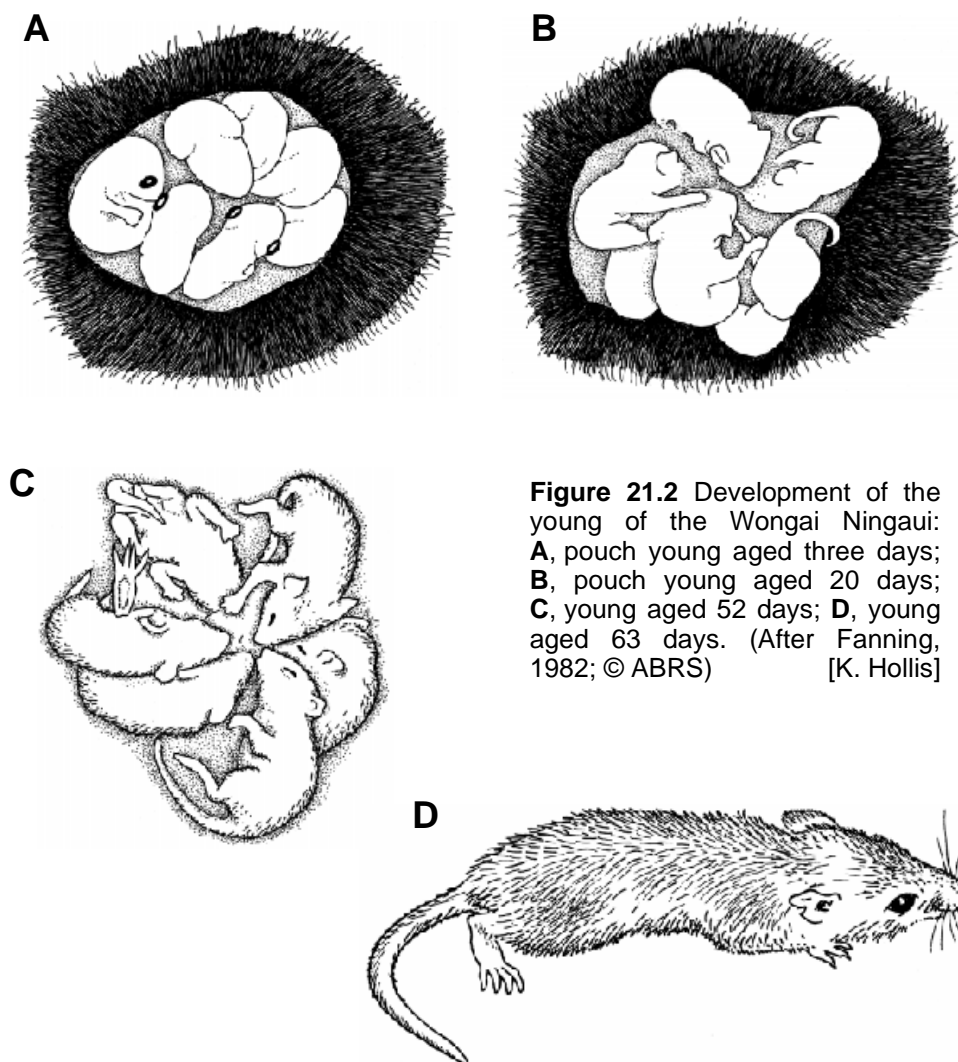 A
B
C
Figure 21.2 Development of the
young of the Wongai Ningaui:
A, pouch young aged three days;
B, pouch young aged 20 days;
C, young aged 52 days; D, young
aged 63 days. (After Fanning,
1982; © ABRS) [K. Hollis]
D